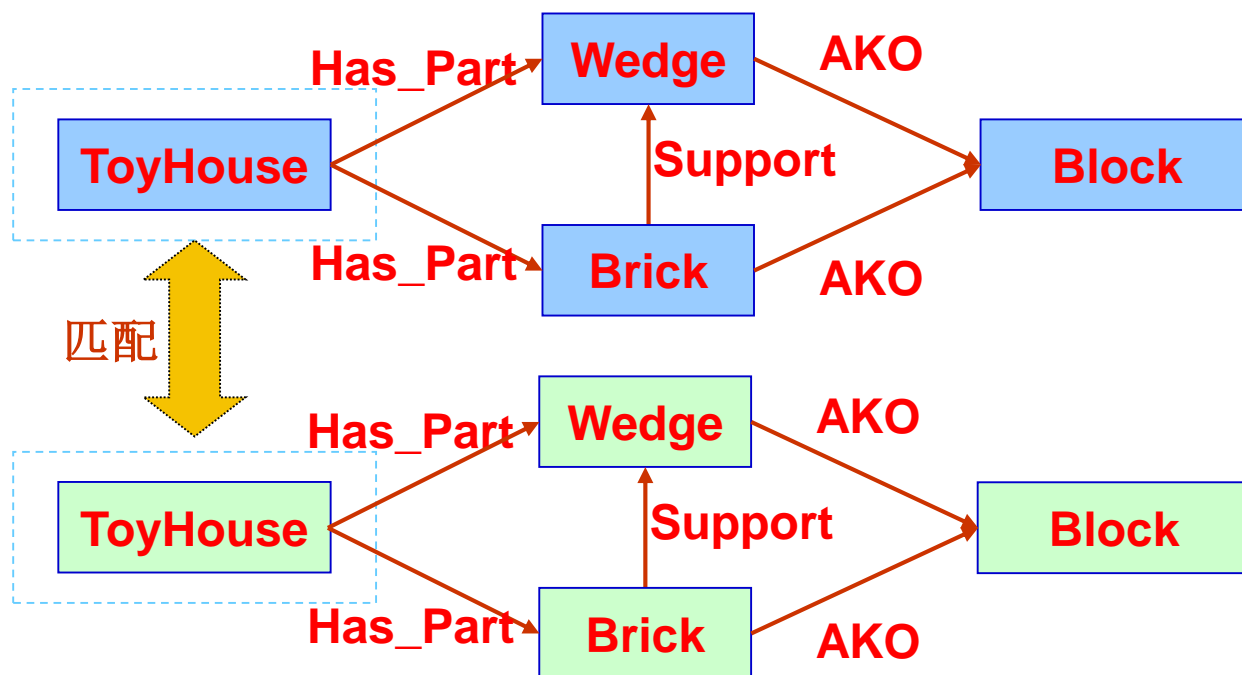 Wedge
AKO
Has_Part
ToyHouse
Support
Block
Has_Part
Brick
AKO
匹配
Wedge
AKO
Has_Part
ToyHouse
Support
Block
Has_Part
Brick
AKO